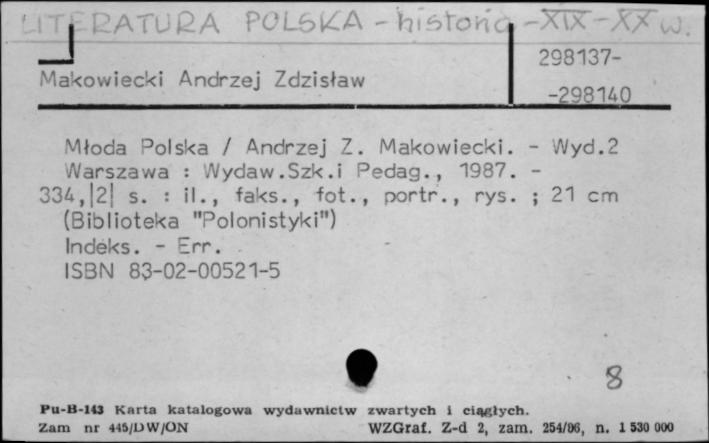 LITERATURA POLSKA - historia - XIX - XX w.
298137-
Makowiecki Andrzej Zdzisław
-298140
Młoda Polska / Andrzej Z. Makowiecki. - Wyd.2
Warszawa : Wydaw.Szk.i Pedag., 1987. -
334,|2| s. : il., faks., fot., portr., rys. ; 21 cm
(Biblioteka "Polonistyki")
Indeks. - Err.
ISBN 83-02-00521-5
8
Pu-B-143 Karta katalogowa wydawnictw zwartych i ciągłych.
Zam nr 445/DW/ON WZGraf. Z-d 2, zam. 254/86, n. 1 530 000